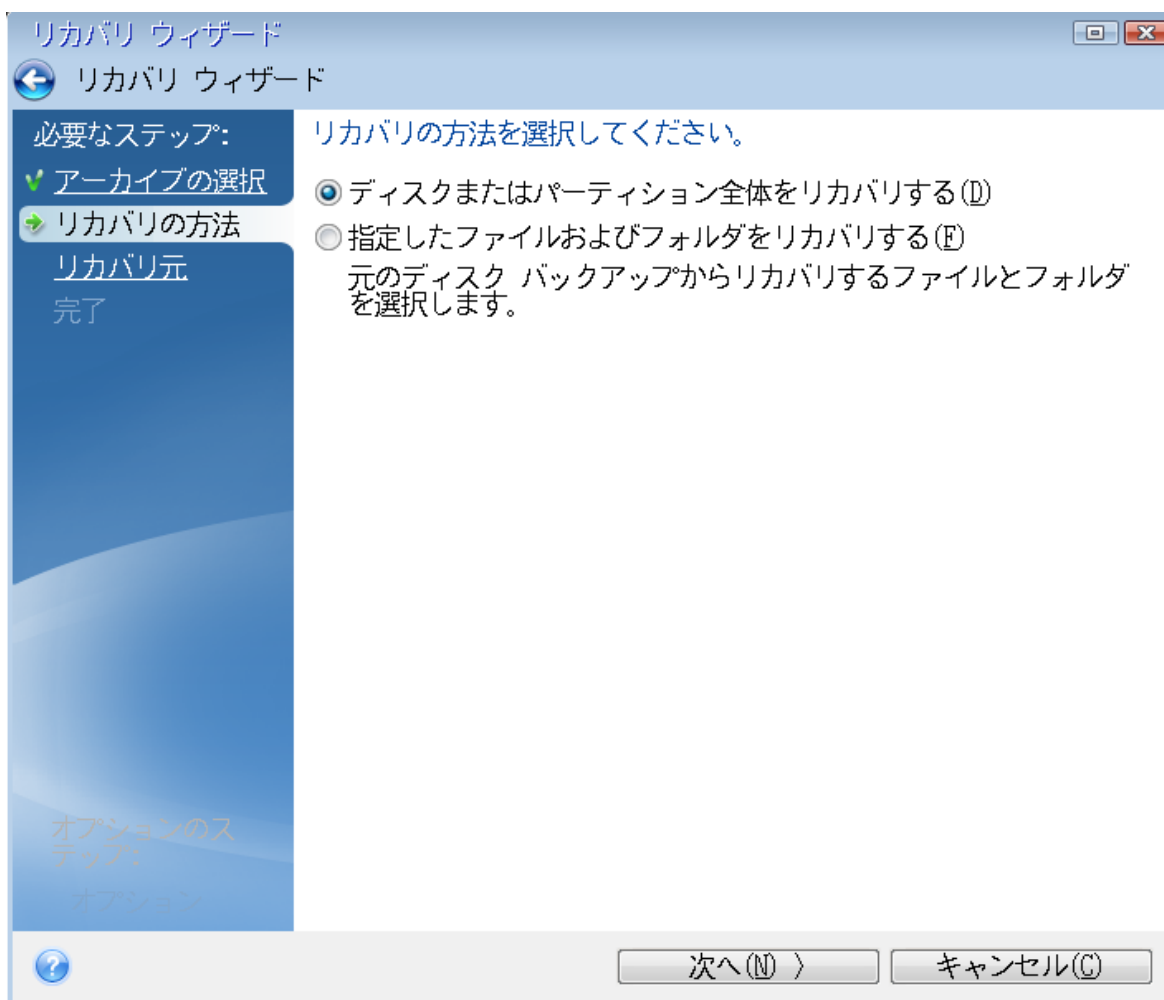 リカバリ ウィザード
リカバリ ウィザード
必要なステップ:
アーカイブの選択
リカバリの方法
リカバリ元
完了
オプションのス
テップ:
オプション
リカバリの方法を選択してください。
ディスクまたはパーティション全体をリカバリする(D)
指定したファイルおよびフォルダをリカバリする(F)
元のディスク バックアップからリカバリするファイルとフォルダ
を選択します。
次へ(N) 〉
キャンセル(C)